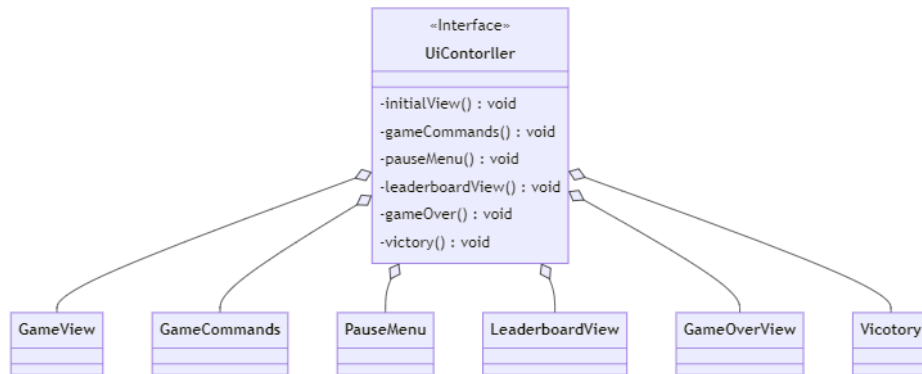 «Interface»
UiContorller
-initialView() : void
-gameCommands() : void
-pauseMenu() : void
-leaderboardView() : void
-gameOver() : void
-victory() : void
GameView
GameCommands
PauseMenu
LeaderboardView
GameOverView
Vicotory